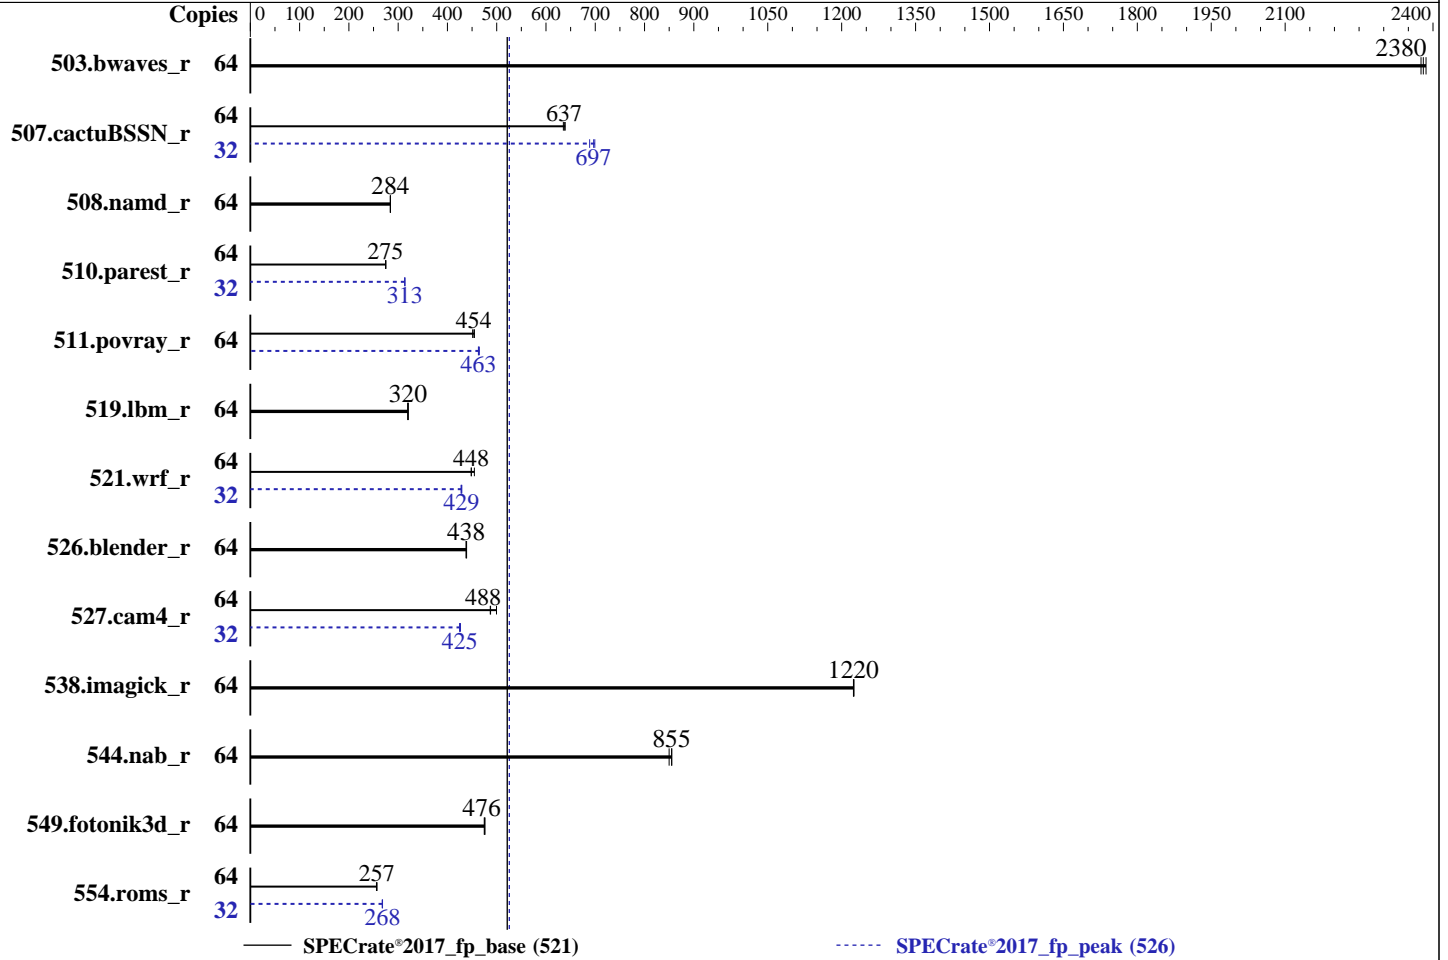 Copies 0 100 200 300 400 500 600 700 800 900 1050 1200 1350 1500 1650 1800 1950 2100 2400
503.bwaves_r 64 2380
507.cactuBSSN_r 64 637
32 697
508.namd_r 64 284
510.parest_r 64 275
32 313
511.povray_r 64 454
463
519.lbm_r 64 320
521.wrf_r 64 448
32 429
526.blender_r 64 438
527.cam4_r 64 488
32 425
538.imagick_r 64 1220
544.nab_r 64 855
549.fotonik3d_r 64 476
554.roms_r 64 257
32 268
SPECrate®2017_fp_base (521) SPECrate®2017_fp_peak (526)